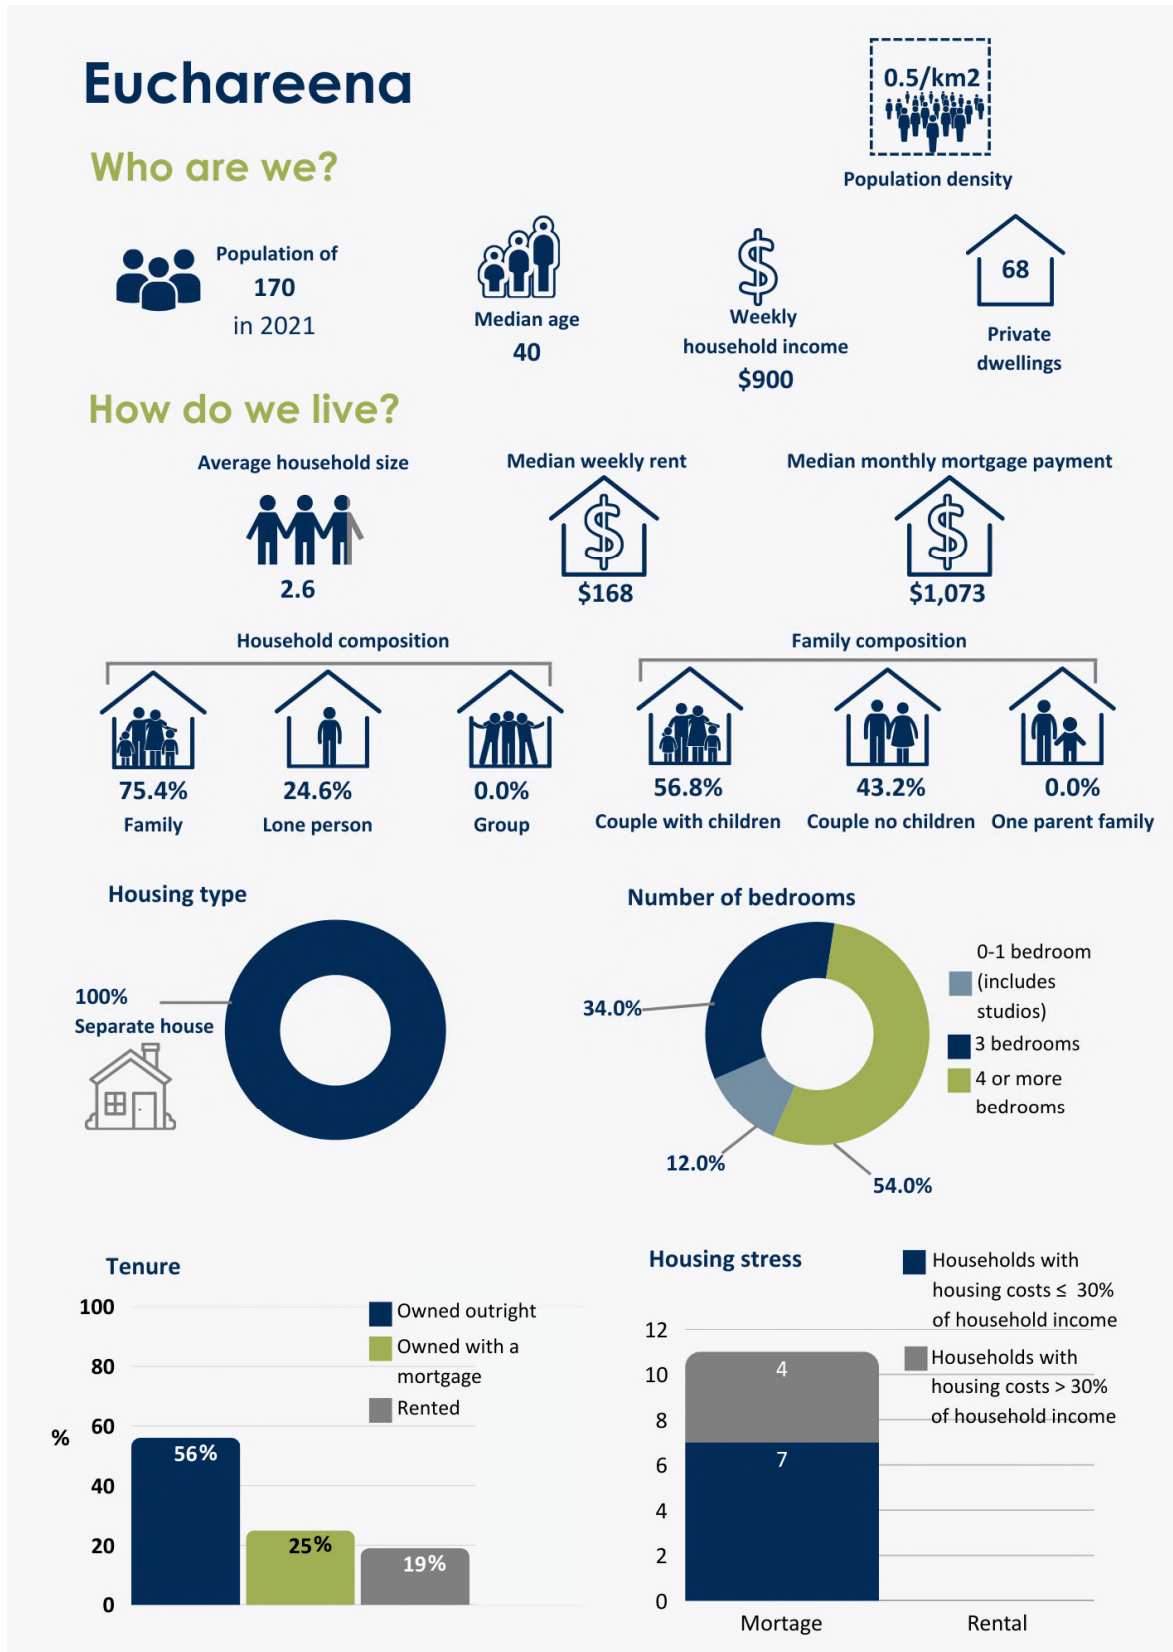 Euchareena
0.5/km2
Population density
Who are we?
Population of
170
in 2021
Median age
40
Weekly
household income
$900
68
Private
dwellings
How do we live?
Average household size
2.6
Median weekly rent
$168
Median monthly mortgage payment
$1,073
Household composition
75.4%
Family
24.6%
Lone person
0.0%
Group
Family composition
56.8%
Couple with children
43.2%
Couple no children
0.0%
One parent family
Housing type
100%
Separate house
Number of bedrooms
34.0%
12.0%
54.0%
0-1 bedroom
(includes
studios)
3 bedrooms
4 or more
bedrooms
Tenure
%
100
80
60
40
20
0
56%
25%
19%
Owned outright
Owned with a
mortgage
Rented
Housing stress
Households with
housing costs ≤ 30%
of household income
Households with
housing costs > 30%
of household income
12
10
8
6
4
2
0
4
7
Mortage
Rental